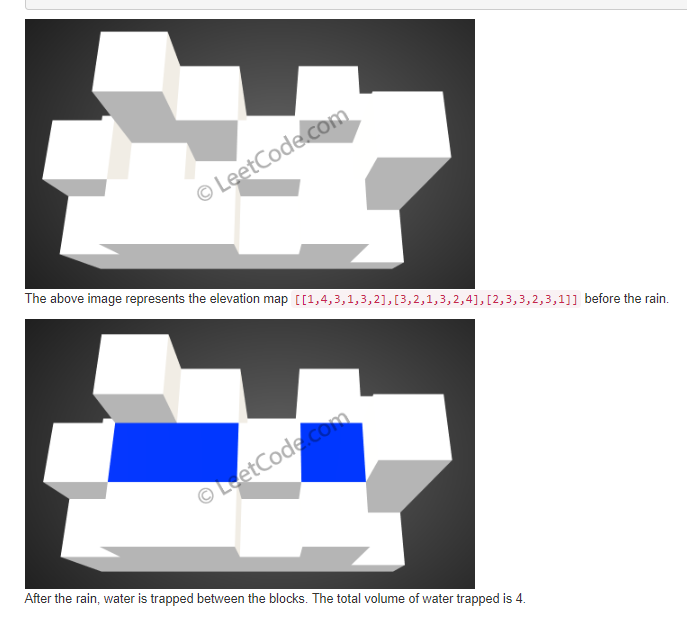 © LeetCode.com
The above image represents the elevation map [[1,4,3,1,3,2],[3,2,1,3,2,4],[2,3,3,2,3,1]] before the rain.
© LeetCode.com
After the rain, water is trapped between the blocks. The total volume of water trapped is 4.